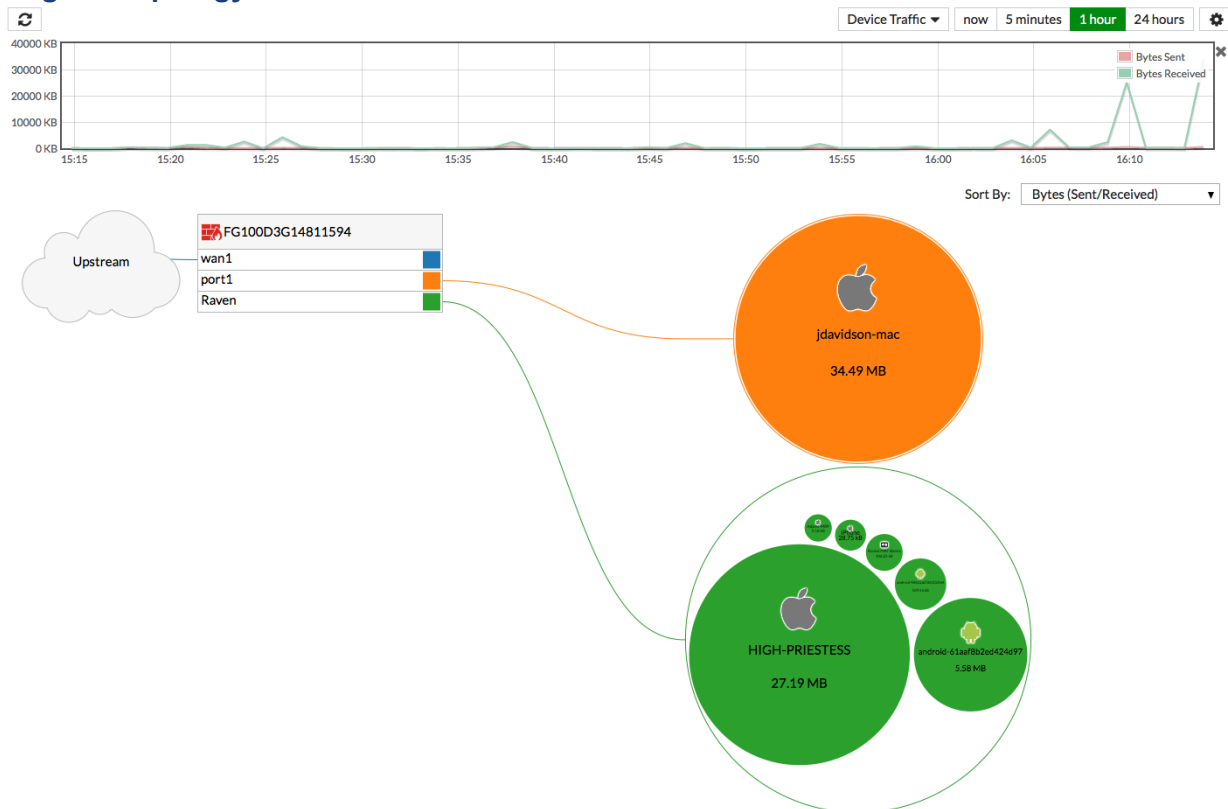 Device Traffic
now
5 minutes
1 hour
24 hours
40000 KB
30000 KB
20000 KB
10000 KB
0 KB
Bytes Sent
Bytes Received
15:15
15:20
15:25
15:30
15:35
15:40
15:45
15:50
15:55
16:00
16:05
16:10
Sort By:
Bytes (Sent/Received)
Upstream
FG100D3G14811594
wan1
port1
Raven
jdavidson-mac
34.49 MB
28.75 kB
HIGH-PRIESTESS
27.19 MB
android-61aaf8b2ed424d97
5.58 MB